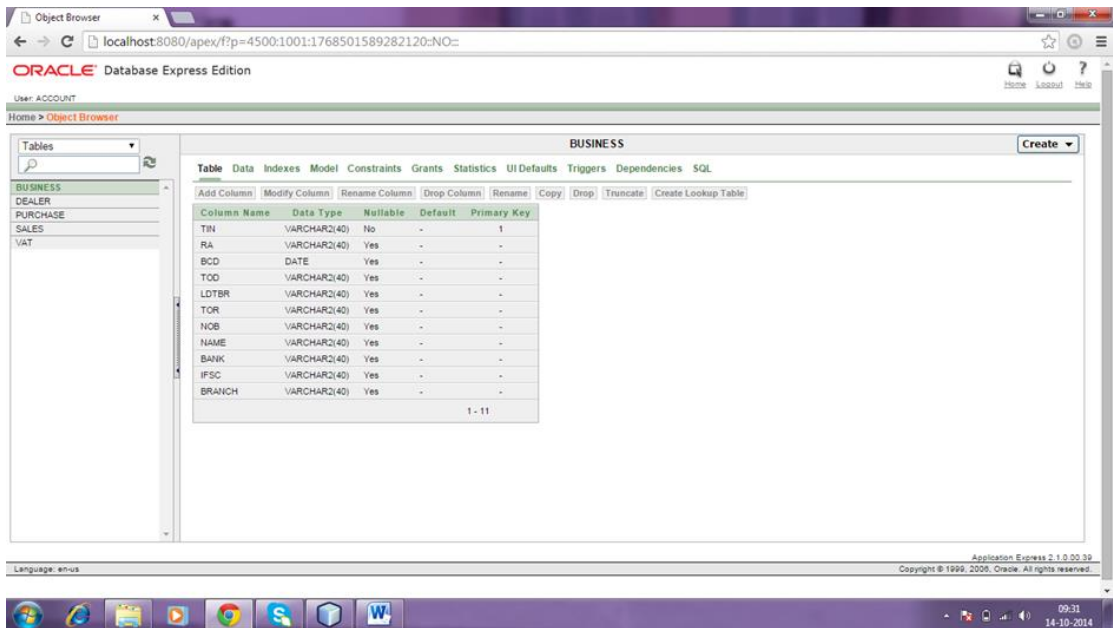 Object Browser
localhost:8080/apex/f?p=4500:1001:1768501589282120::NO:::
ORACLE Database Express Edition
Home Logout Help
User: ACCOUNT
Home > Object Browser
Tables
BUSINESS
DEALER
PURCHASE
SALES
VAT
BUSINESS
Create
Table Data Indexes Model Constraints Grants Statistics UI Defaults Triggers Dependencies SQL
Add Column Modify Column Rename Column Drop Column Rename Copy Drop Truncate Create Lookup Table
Column Name Data Type Nullable Default Primary Key
TIN VARCHAR2(40) No - 1
RA VARCHAR2(40) Yes - -
BCD DATE Yes - -
TOD VARCHAR2(40) Yes - -
LDTBR VARCHAR2(40) Yes - -
TOR VARCHAR2(40) Yes - -
NOB VARCHAR2(40) Yes - -
NAME VARCHAR2(40) Yes - -
BANK VARCHAR2(40) Yes - -
IFSC VARCHAR2(40) Yes - -
BRANCH VARCHAR2(40) Yes - -
1 - 11
Application Express 2.1.0.00.39
Language: en-us
Copyright © 1999, 2006, Oracle. All rights reserved.
09:31
14-10-2014